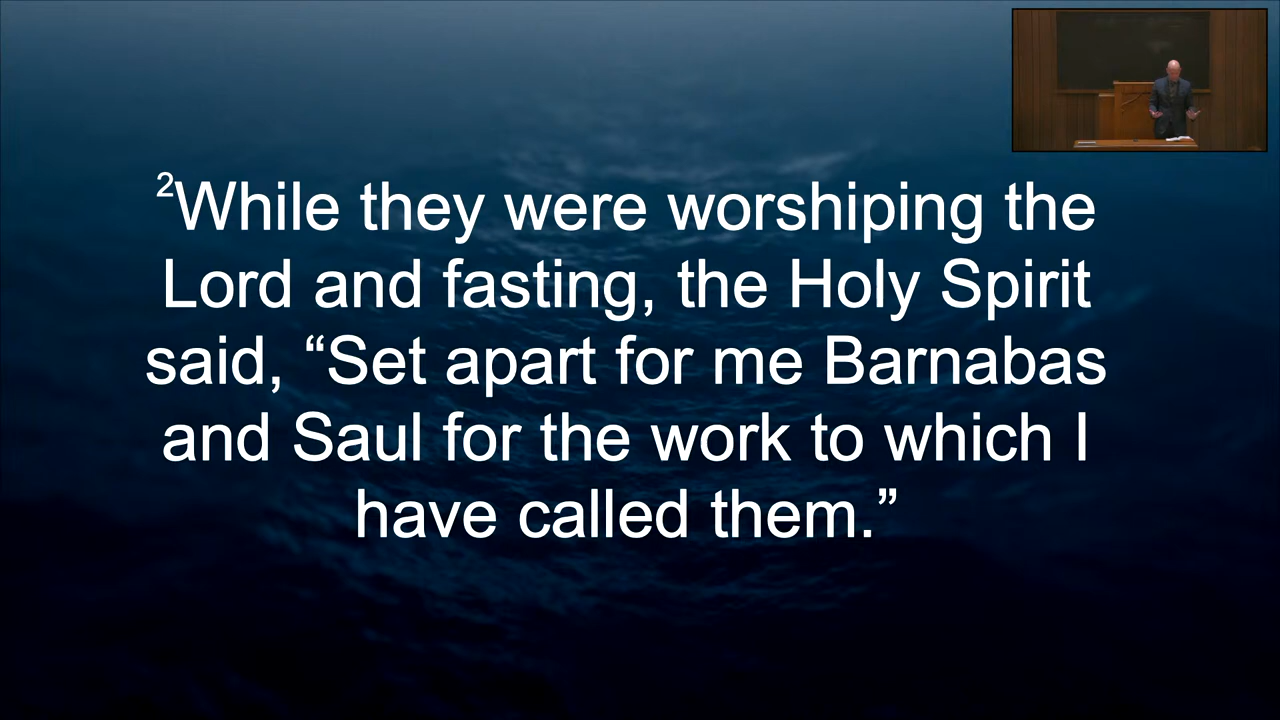 ²While they were worshiping the
Lord and fasting, the Holy Spirit
said, “Set apart for me Barnabas
and Saul for the work to which I
have called them.”